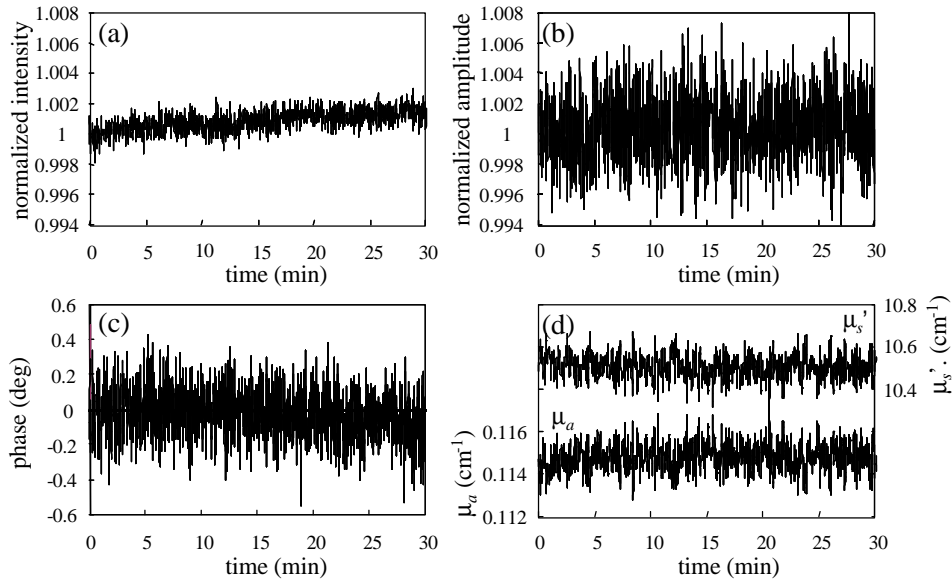 (a)
normalized intensity
1.008
1.006
1.004
1.002
1
0.998
0.996
0.994
0 5 10 15 20 25 30
time (min)
(b)
normalized amplitude
1.008
1.006
1.004
1.002
1
0.998
0.996
0.994
0 5 10 15 20 25 30
time (min)
(c)
phase (deg)
0.6
0.4
0.2
0
-0.2
-0.4
-0.6
0 5 10 15 20 25 30
time (min)
(d)
μs'
μa
μa (cm-1)
0.116
0.114
0.112
10.8
10.6
10.4
μs'· (cm-1)
0 5 10 15 20 25 30
time (min)